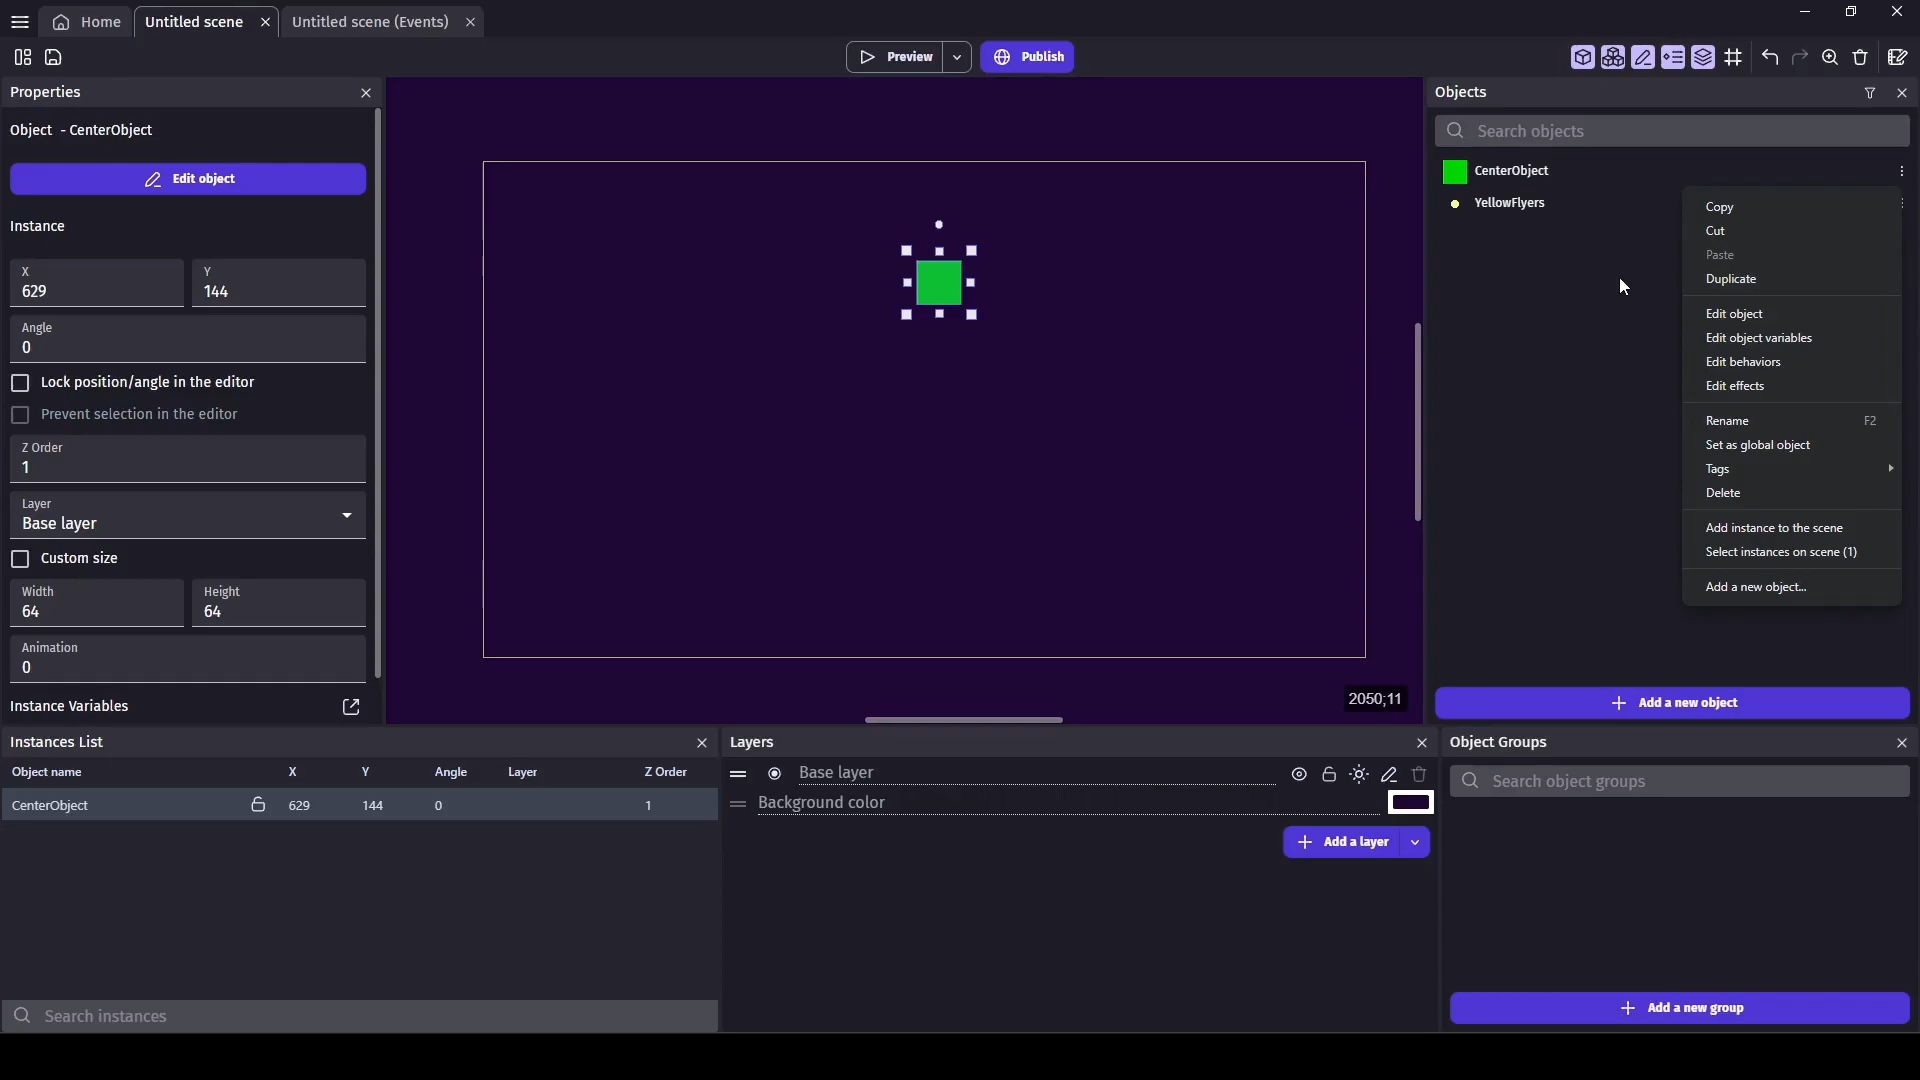 Home
Untitled scene
Untitled scene (Events)
Preview
Publish
Properties
Object - CenterObject
Edit object
Instance
X
629
Y
144
Angle
0
Lock position/angle in the editor
Prevent selection in the editor
Z Order
1
Layer
Base layer
Custom size
Width
64
Height
64
Animation
0
Instance Variables
2050;11
Objects
Search objects
CenterObject
YellowFlyers
Copy
Cut
Paste
Duplicate
Edit object
Edit object variables
Edit behaviors
Edit effects
Rename F2
Set as global object
Tags
Delete
Add instance to the scene
Select instances on scene (1)
Add a new object...
Add a new object
Instances List
Object name X Y Angle Layer Z Order
CenterObject 629 144 0 1
Search instances
Layers
Base layer
Background color
Add a layer
Object Groups
Search object groups
Add a new group